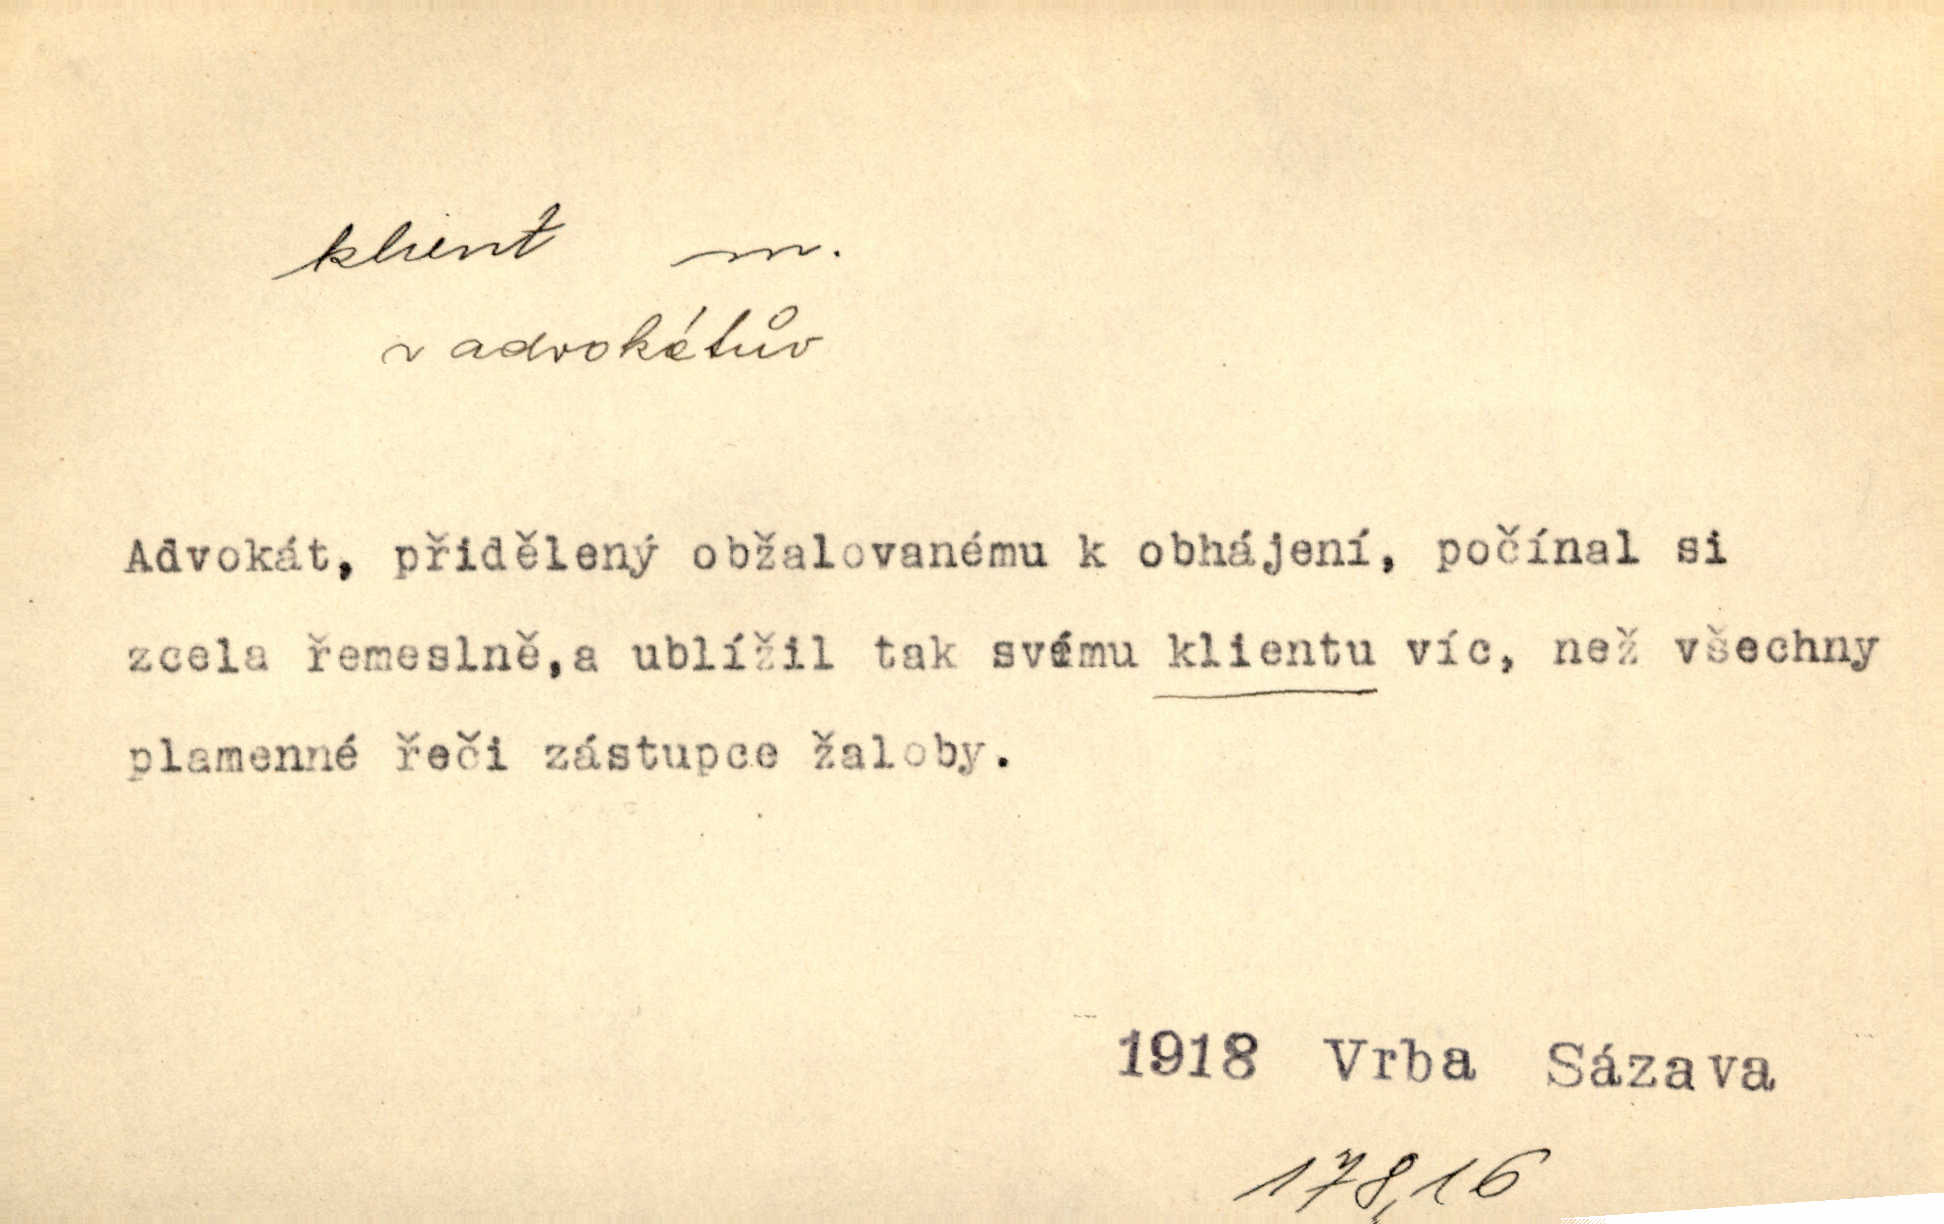 klient m.
v advokátův
Advokát, přidělený obžalovanému k obhájení, počínal si
zcela řemeslně,a ublížil tak svému klientu víc, než všechny
plamenné řeči zástupce žaloby.
1918 Vrba Sázava
178,16